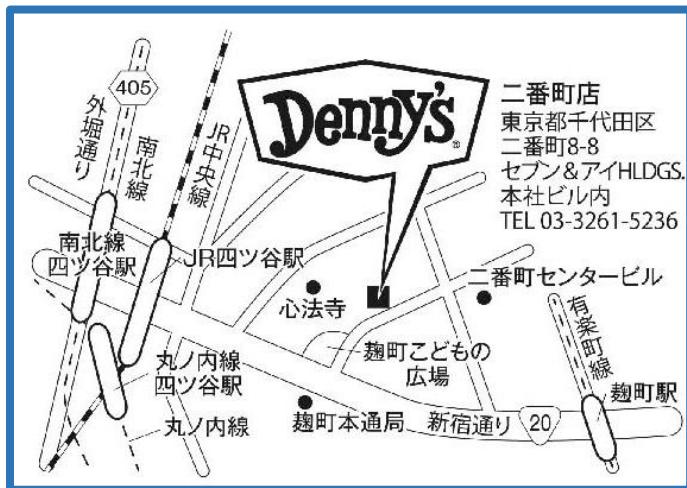 405
外堀通り
南北線
JR中央線
Denny's®
二番町店
東京都千代田区
二番町8-8
セブン&アイHLDGS.
本社ビル内
TEL 03-3261-5236
南北線
四ツ谷駅
JR四ツ谷駅
心法寺
二番町センタービル
有楽町線
丸ノ内線
四ツ谷駅
麹町こどもの
広場
麹町駅
丸ノ内線
麹町本通局
新宿通り
20